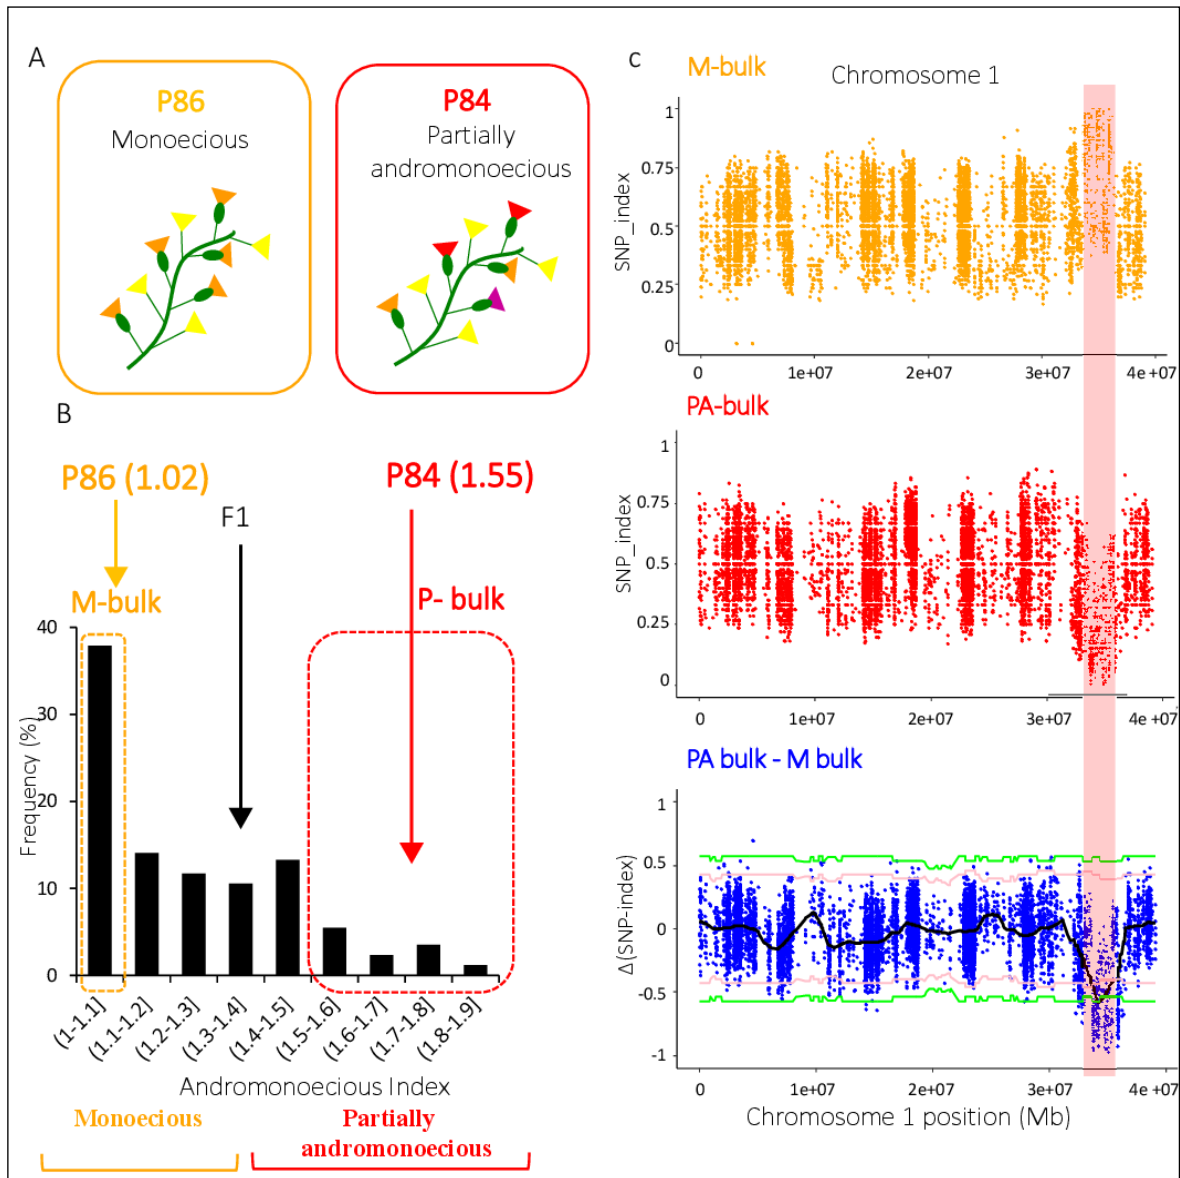 A
P86
Monoecious
P84
Partially
andromonoecious
B
P86 (1.02)
P84 (1.55)
F1
M-bulk
P- bulk
Frequency (%)
40
30
20
10
0
(1-1.1]
(1.1-1.2]
(1.2-1.3]
(1.3-1.4]
(1.4-1.5]
(1.5-1.6]
(1.6-1.7]
(1.7-1.8]
(1.8-1.9]
Andromonoecious Index
Monoecious
Partially
andromonoecious
C
M-bulk
Chromosome 1
SNP_index
1
0.75
0.5
0.25
0
0
1e+07
2e+07
3e+07
4e +07
PA-bulk
SNP_index
1
0.75
0.5
0.25
0
0
1e+07
2e+07
3e+07
4e +07
PA bulk - M bulk
Δ(SNP-index)
1
0.5
0
-0.5
-1
0
1e+07
2e+07
3e+07
4e +07
Chromosome 1 position (Mb)